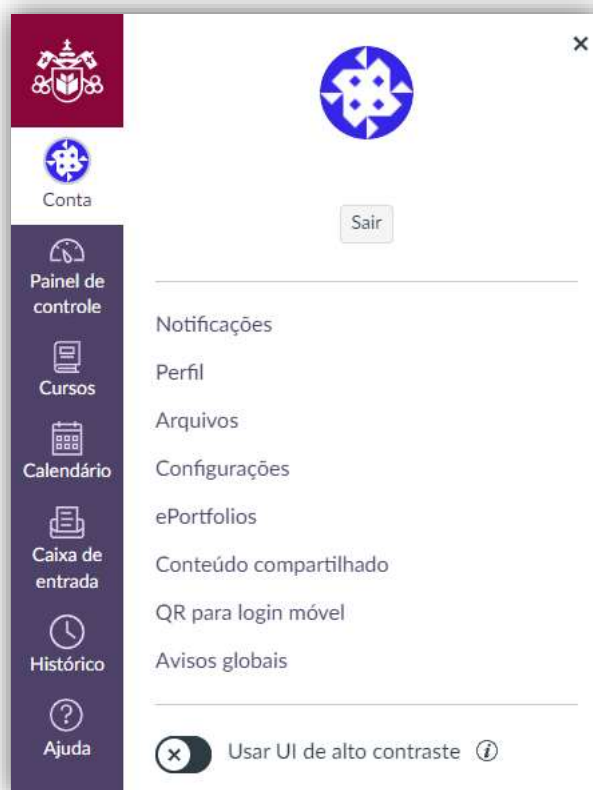 Conta
Painel de
controle
Cursos
Calendário
Caixa de
entrada
Histórico
Ajuda
Sair
Notificações
Perfil
Arquivos
Configurações
ePortfolios
Conteúdo compartilhado
QR para login móvel
Avisos globais
Usar UI de alto contraste